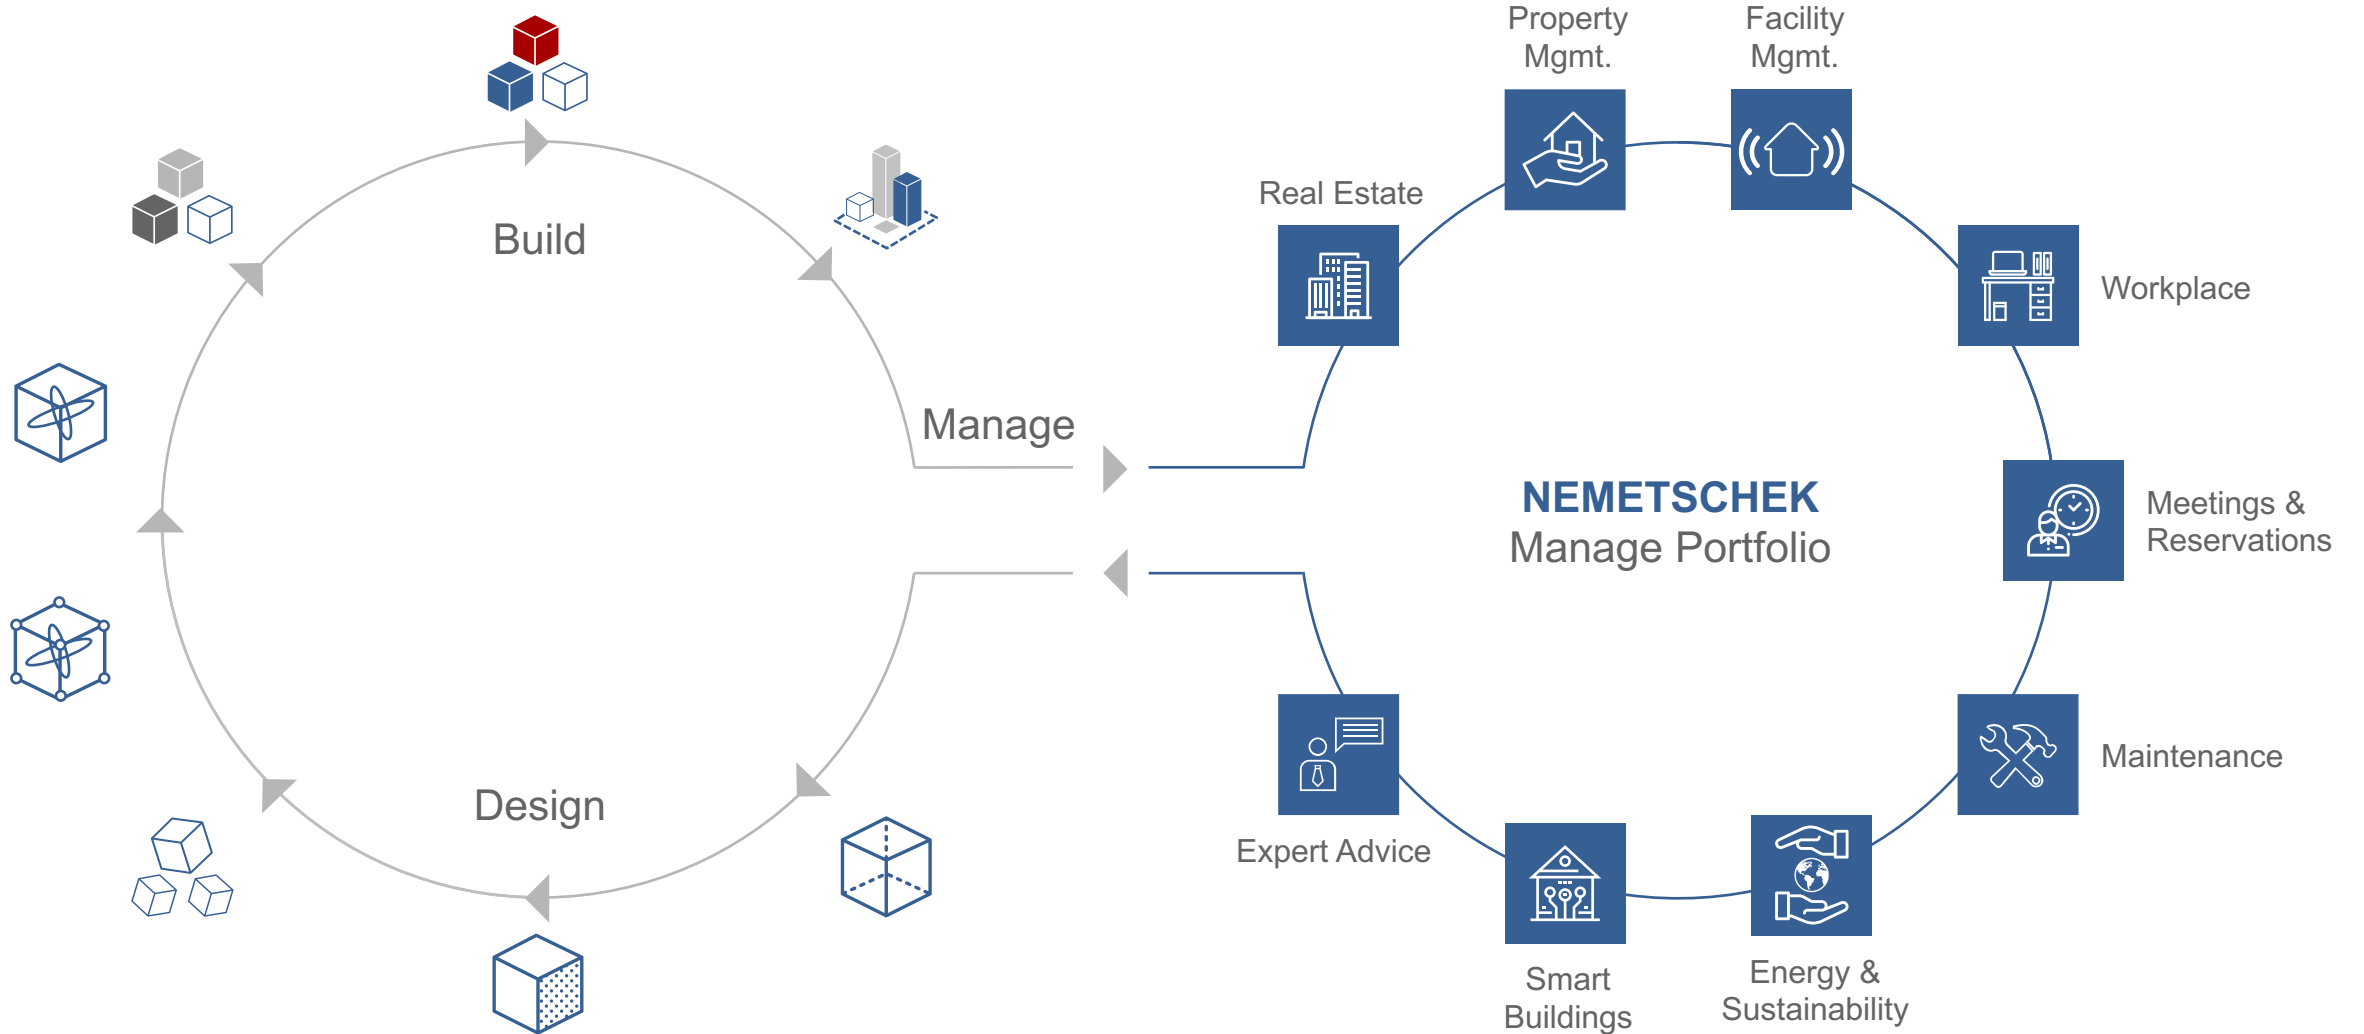 Property
Mgmt.
Facility
Mgmt.
Real Estate
Build
Workplace
Manage
NEMETSCHEK
Manage Portfolio
Meetings &
Reservations
Maintenance
Design
Expert Advice
Smart
Buildings
Energy &
Sustainability